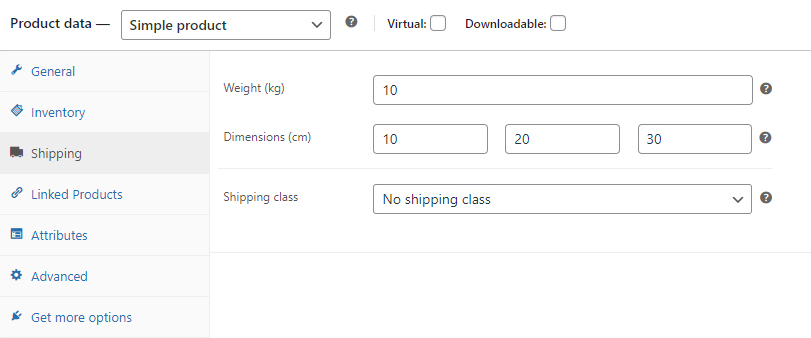 Product data — Simple product Virtual: Downloadable:
General
Inventory
Shipping
Linked Products
Attributes
Advanced
Get more options
Weight (kg) 10
Dimensions (cm) 10 20 30
Shipping class No shipping class